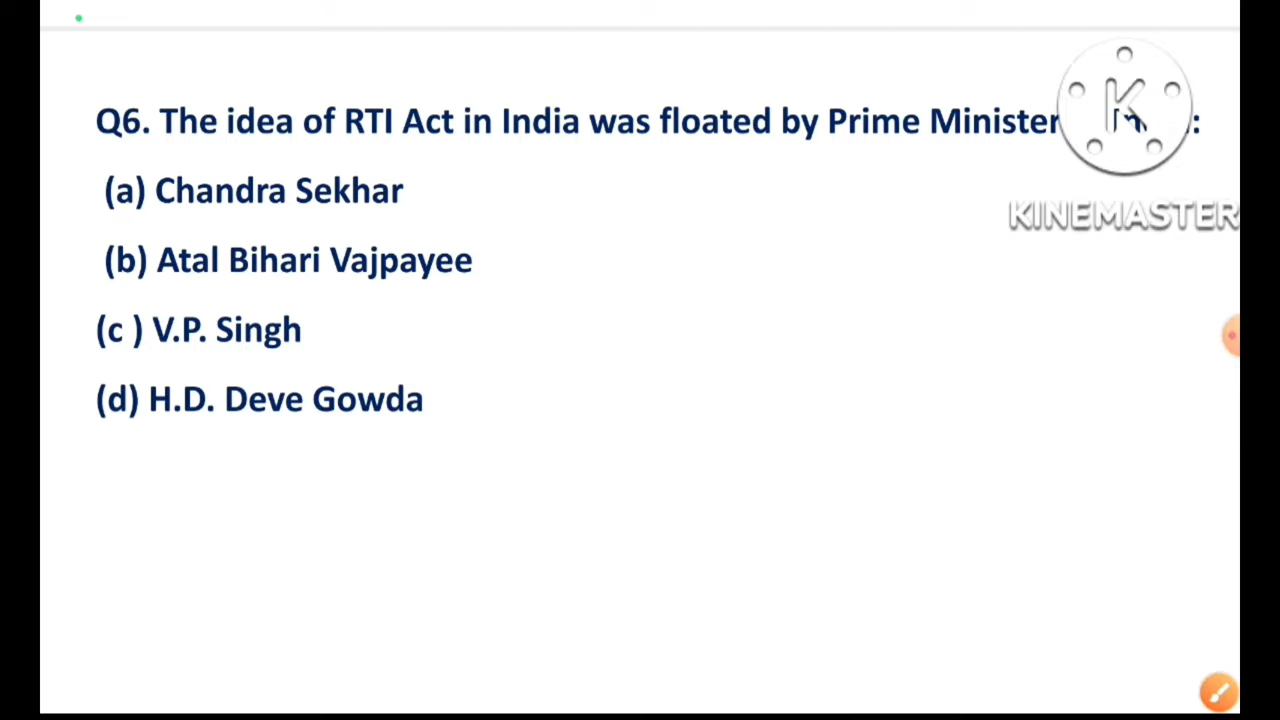 Q6. The idea of RTI Act in India was floated by Prime Minister :
(a) Chandra Sekhar
(b) Atal Bihari Vajpayee
(c ) V.P. Singh
(d) H.D. Deve Gowda
K
KINEMASTER